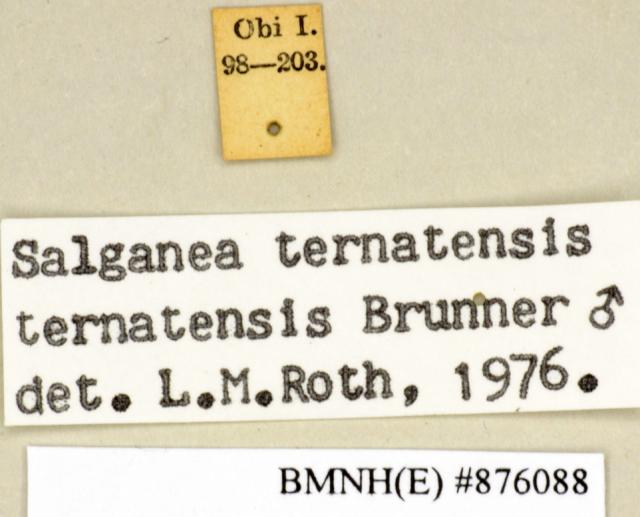 Obi I.
98—203.
Salganea ternatensis
ternatensis Brunner ♂
det. L.M.Roth, 1976.
BMNH(E) #876088